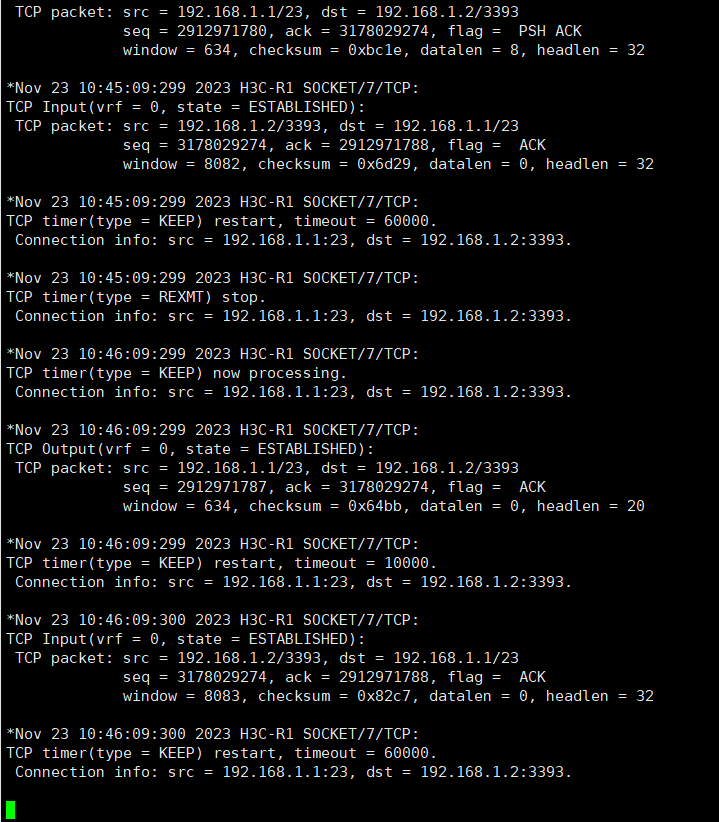 TCP packet: src = 192.168.1.1/23, dst = 192.168.1.2/3393
seq = 2912971780, ack = 3178029274, flag =  PSH ACK
window = 634, checksum = 0xbc1e, datalen = 8, headlen = 32
*Nov 23 10:45:09:299 2023 H3C-R1 SOCKET/7/TCP:
TCP Input(vrf = 0, state = ESTABLISHED):
TCP packet: src = 192.168.1.2/3393, dst = 192.168.1.1/23
seq = 3178029274, ack = 2912971788, flag =  ACK
window = 8082, checksum = 0x6d29, datalen = 0, headlen = 32
*Nov 23 10:45:09:299 2023 H3C-R1 SOCKET/7/TCP:
TCP timer(type = KEEP) restart, timeout = 60000.
Connection info: src = 192.168.1.1:23, dst = 192.168.1.2:3393.
*Nov 23 10:45:09:299 2023 H3C-R1 SOCKET/7/TCP:
TCP timer(type = REXMT) stop.
Connection info: src = 192.168.1.1:23, dst = 192.168.1.2:3393.
*Nov 23 10:46:09:299 2023 H3C-R1 SOCKET/7/TCP:
TCP timer(type = KEEP) now processing.
Connection info: src = 192.168.1.1:23, dst = 192.168.1.2:3393.
*Nov 23 10:46:09:299 2023 H3C-R1 SOCKET/7/TCP:
TCP Output(vrf = 0, state = ESTABLISHED):
TCP packet: src = 192.168.1.1/23, dst = 192.168.1.2/3393
seq = 2912971787, ack = 3178029274, flag =  ACK
window = 634, checksum = 0x64bb, datalen = 0, headlen = 20
*Nov 23 10:46:09:299 2023 H3C-R1 SOCKET/7/TCP:
TCP timer(type = KEEP) restart, timeout = 10000.
Connection info: src = 192.168.1.1:23, dst = 192.168.1.2:3393.
*Nov 23 10:46:09:300 2023 H3C-R1 SOCKET/7/TCP:
TCP Input(vrf = 0, state = ESTABLISHED):
TCP packet: src = 192.168.1.2/3393, dst = 192.168.1.1/23
seq = 3178029274, ack = 2912971788, flag =  ACK
window = 8083, checksum = 0x82c7, datalen = 0, headlen = 32
*Nov 23 10:46:09:300 2023 H3C-R1 SOCKET/7/TCP:
TCP timer(type = KEEP) restart, timeout = 60000.
Connection info: src = 192.168.1.1:23, dst = 192.168.1.2:3393.